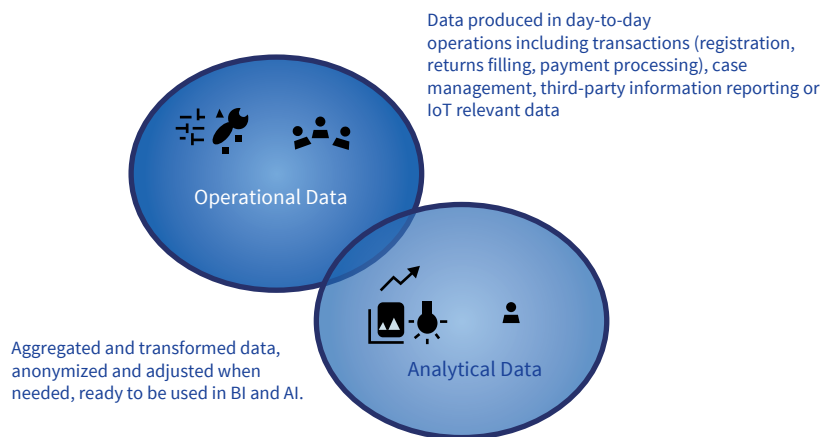 Data produced in day-to-day
operations including transactions (registration,
returns filling, payment processing), case
management, third-party information reporting or
IoT relevant data
Operational Data
Aggregated and transformed data,
anonymized and adjusted when
needed, ready to be used in BI and AI.
Analytical Data